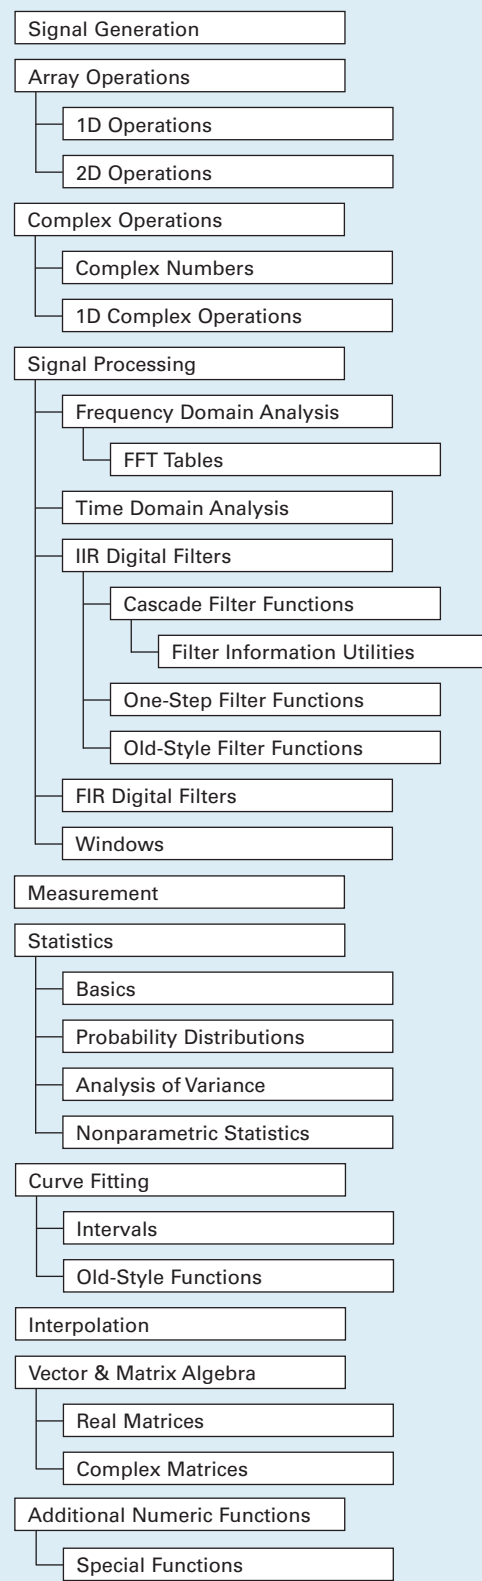 Signal Generation
Array Operations
1D Operations
2D Operations
Complex Operations
Complex Numbers
1D Complex Operations
Signal Processing
Frequency Domain Analysis
FFT Tables
Time Domain Analysis
IIR Digital Filters
Cascade Filter Functions
Filter Information Utilities
One-Step Filter Functions
Old-Style Filter Functions
FIR Digital Filters
Windows
Measurement
Statistics
Basics
Probability Distributions
Analysis of Variance
Nonparametric Statistics
Curve Fitting
Intervals
Old-Style Functions
Interpolation
Vector & Matrix Algebra
Real Matrices
Complex Matrices
Additional Numeric Functions
Special Functions